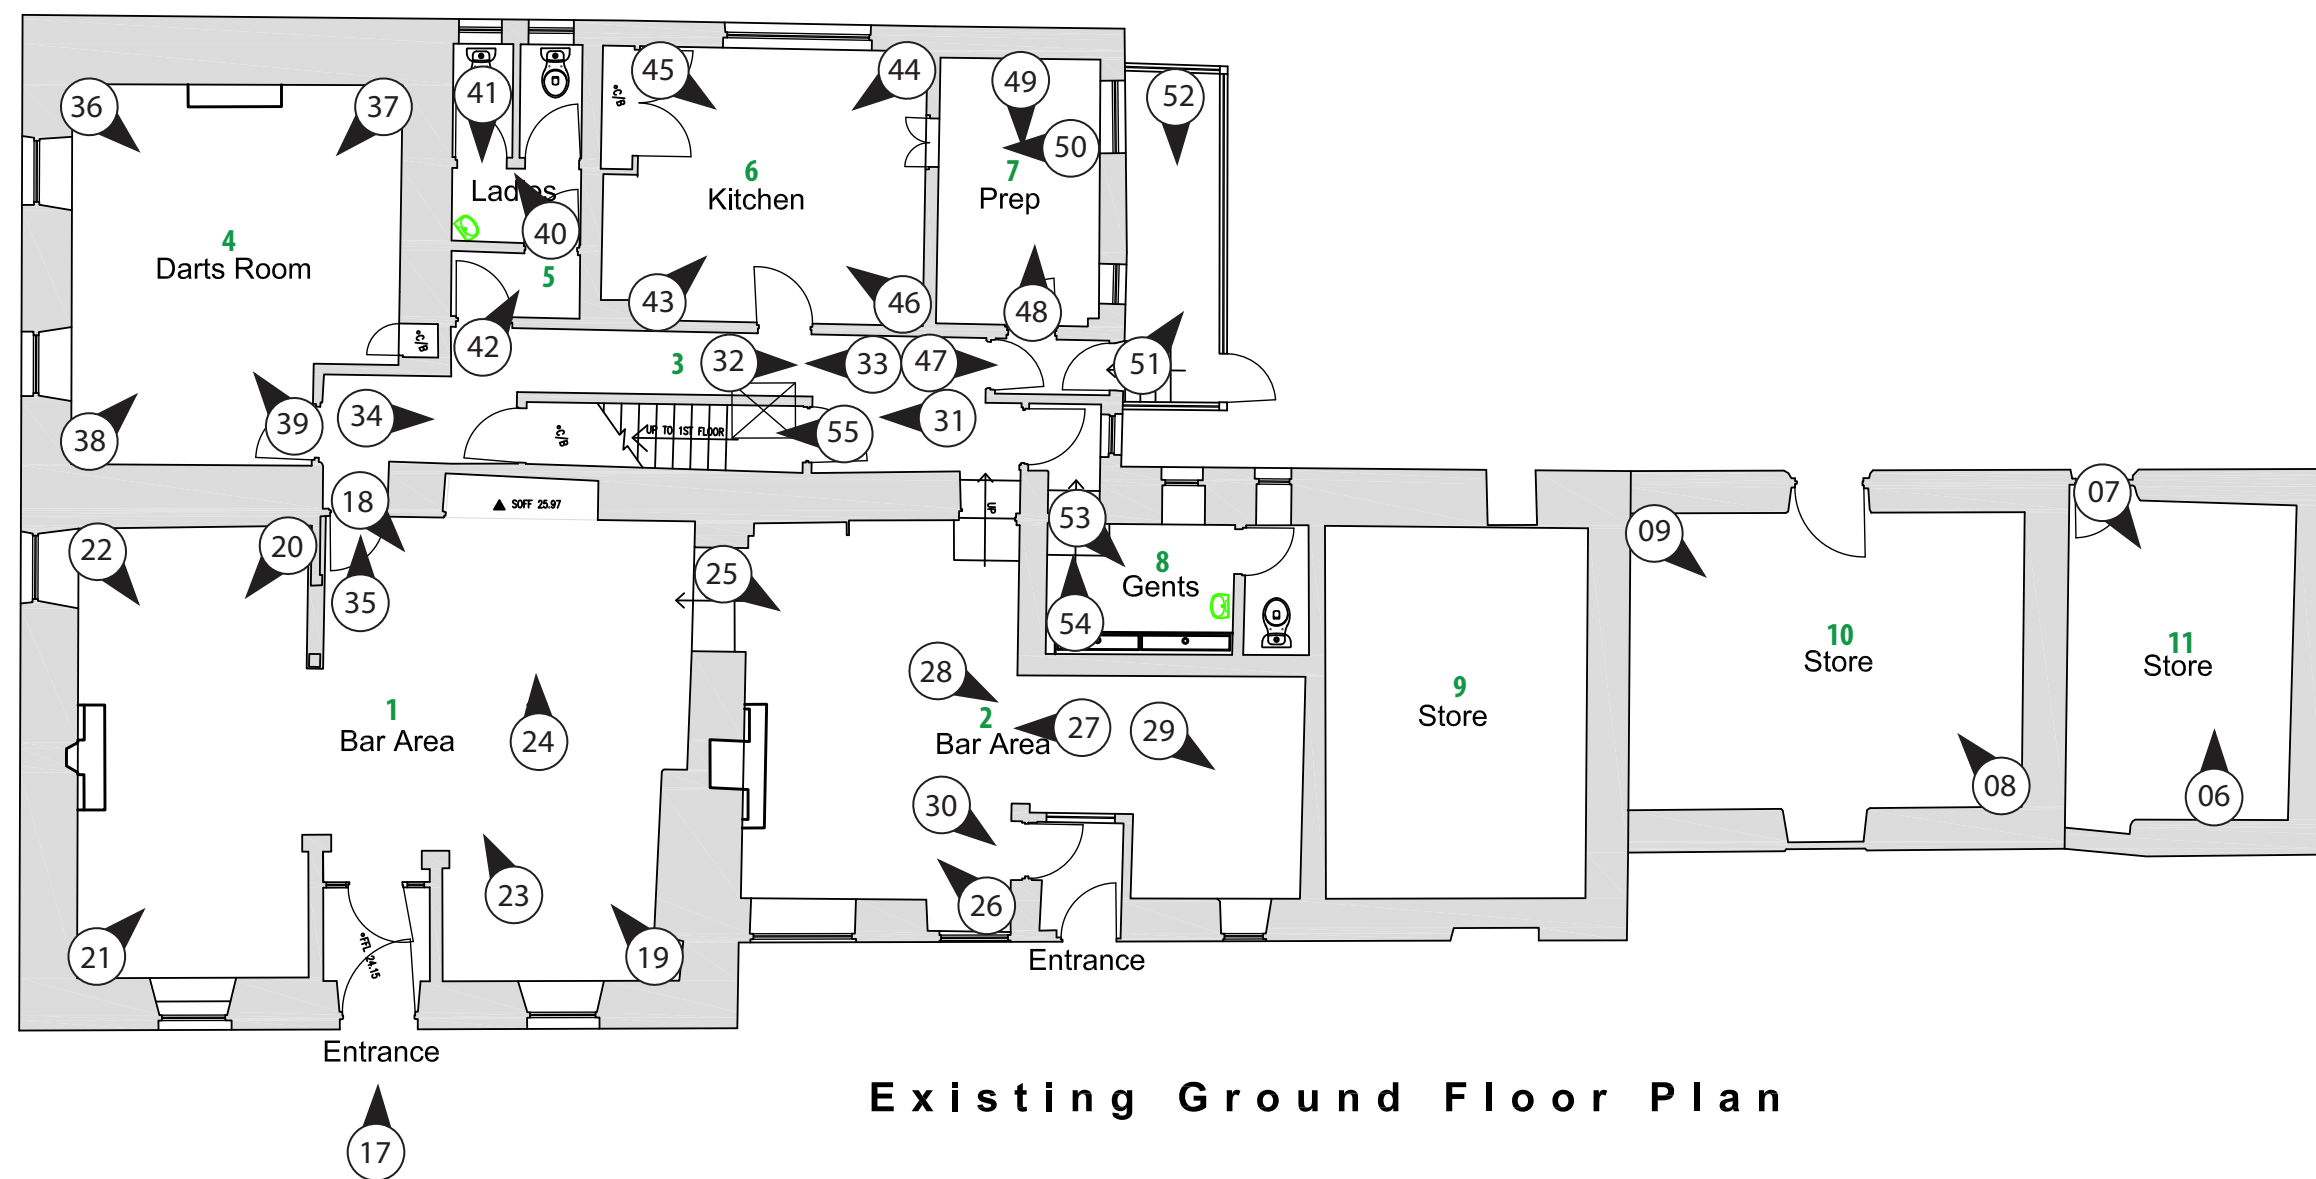 41
45
44
49
52
36
37
50
6
Kitchen
7
Prep
Ladies
°C/B
40
4
Darts Room
5
43
46
48
°C/B
42
3
32
33
47
51
34
39
38
°C/B
UP TO 1ST FLOOR
55
31
18
SOFF 25.97
UP
53
09
07
22
20
25
35
8
Gents
54
10
Store
11
Store
28
9
Store
1
Bar Area
24
2
Bar Area
27
29
30
08
06
23
26
21
19
°FFL 24.15
Entrance
Entrance
Existing Ground Floor Plan
17